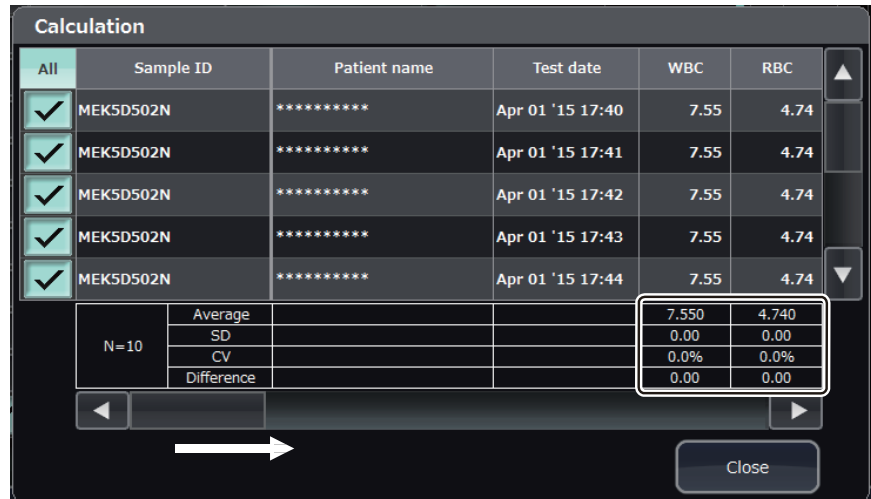 Calculation
All Sample ID Patient name Test date WBC RBC
MEK5D502N ********** Apr 01 '15 17:40 7.55 4.74
MEK5D502N ********** Apr 01 '15 17:41 7.55 4.74
MEK5D502N ********** Apr 01 '15 17:42 7.55 4.74
MEK5D502N ********** Apr 01 '15 17:43 7.55 4.74
MEK5D502N ********** Apr 01 '15 17:44 7.55 4.74
N=10
Average 7.550 4.740
SD 0.00 0.00
CV 0.0% 0.0%
Difference 0.00 0.00
Close